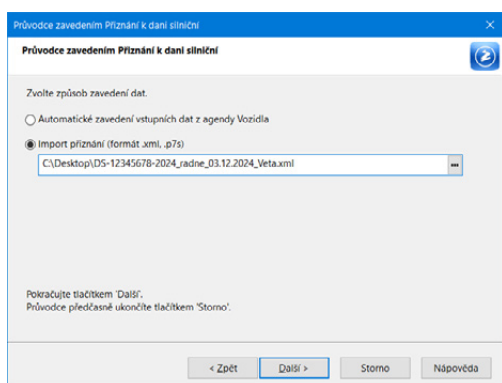 Průvodce zavedením Přiznání k dani silniční
Průvodce zavedením Přiznání k dani silniční
Zvolte způsob zavedení dat.
Automatické zavedení vstupních dat z agendy Vozidla
Import přiznání (formát .xml, .p7s)
C:\Desktop\DS-12345678-2024_radne_03.12.2024_Veta.xml
...
Pokračujte tlačítkem 'Další'.
Průvodce předčasně ukončíte tlačítkem 'Storno'.
< Zpět
Další >
Storno
Nápověda